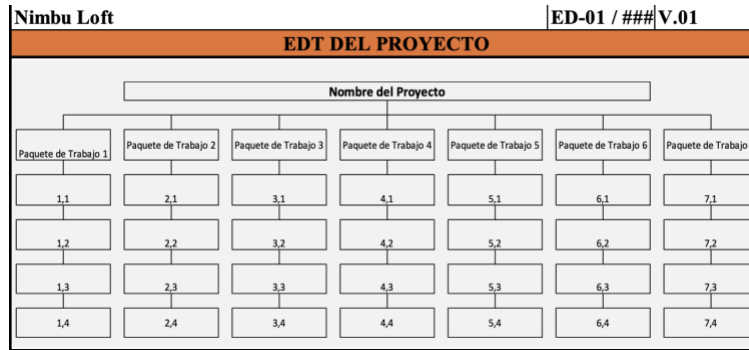 Nimbu Loft ED-01 / ### V.01
EDT DEL PROYECTO
Nombre del Proyecto
Paquete de Trabajo 1 Paquete de Trabajo 2 Paquete de Trabajo 3 Paquete de Trabajo 4 Paquete de Trabajo 5 Paquete de Trabajo 6 Paquete de Trabajo
1,1 2,1 3,1 4,1 5,1 6,1 7,1
1,2 2,2 3,2 4,2 5,2 6,2 7,2
1,3 2,3 3,3 4,3 5,3 6,3 7,3
1,4 2,4 3,4 4,4 5,4 6,4 7,4